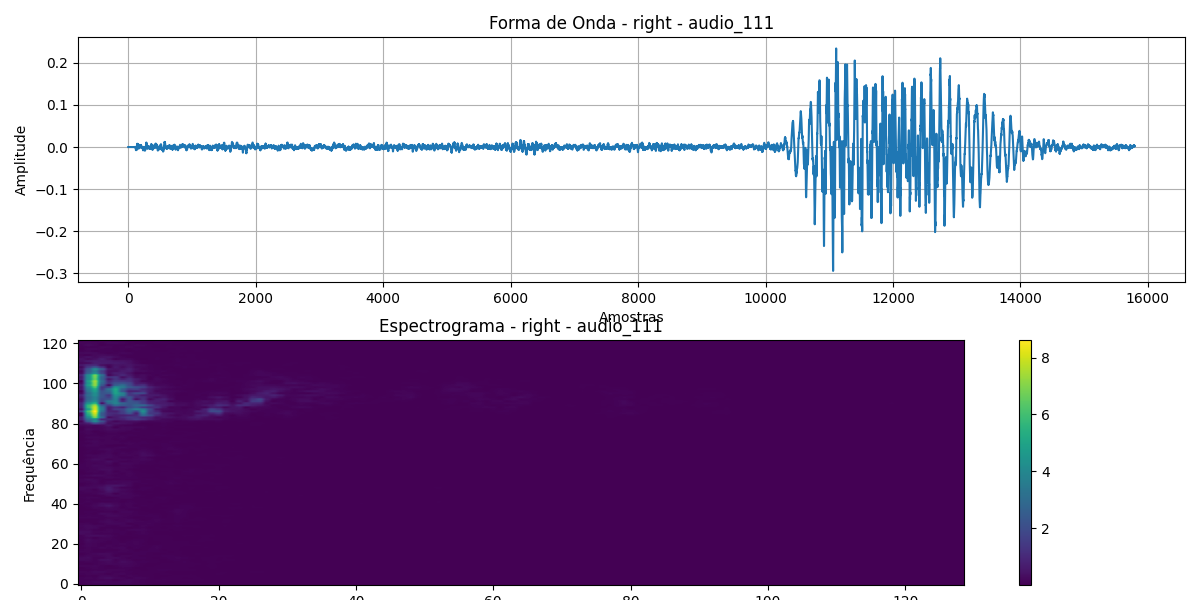 Forma de Onda - right - audio_111
Amplitude
0.2
0.1
0.0
−0.1
−0.2
−0.3
0 2000 4000 6000 8000 10000 12000 14000 16000
Amostras
Espectrograma - right - audio_111
Frequência
120
100
80
60
40
20
0
0 20 40 60 80 100 120
8
6
4
2